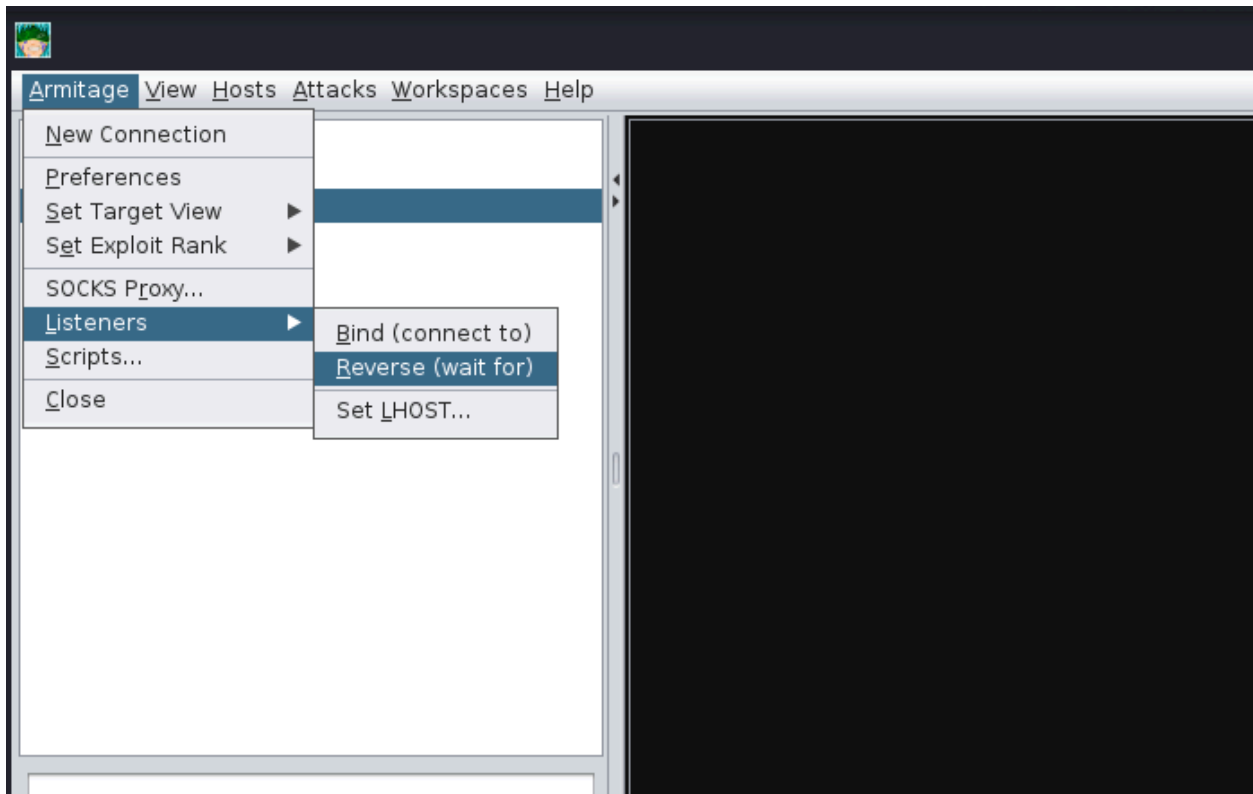 Armitage View Hosts Attacks Workspaces Help
New Connection
Preferences
Set Target View
Set Exploit Rank
SOCKS Proxy...
Listeners
Scripts...
Close
Bind (connect to)
Reverse (wait for)
Set LHOST...